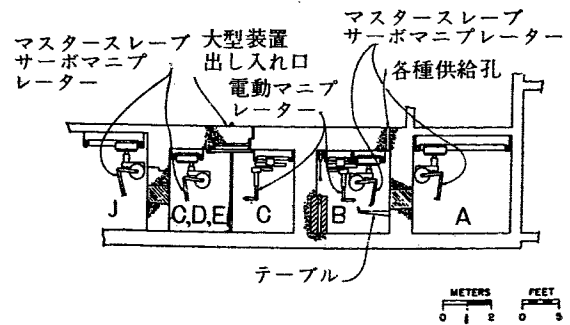 マスタースレーブ
サーボマニプ
レーター
大型装置
出し入れ口
電動マニプ
レーター
マスタースレーブ
サーボマニプレーター
各種供給孔
J
C,D,E
C
B
A
テーブル
METERS
0 1 2
FEET
0 5